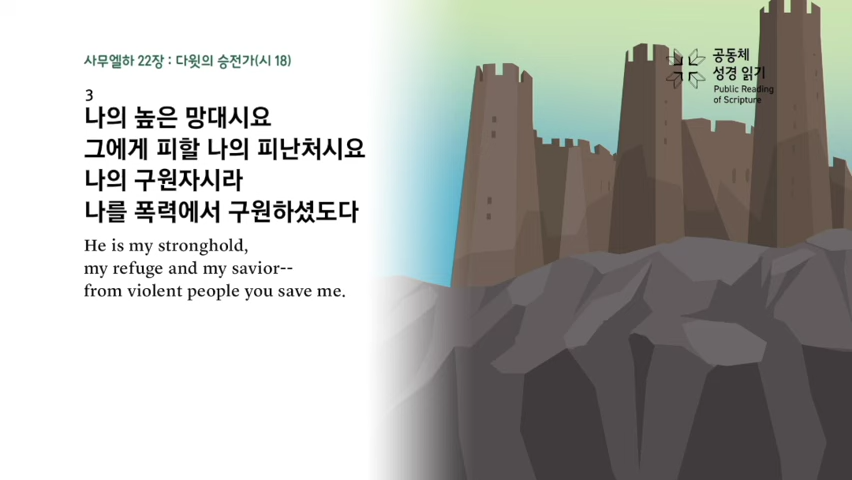 사무엘하 22장 : 다윗의 승전가(시 18)
3
나의 높은 망대시요
그에게 피할 나의 피난처시요
나의 구원자시라
나를 폭력에서 구원하셨도다
He is my stronghold,
my refuge and my savior--
from violent people you save me.
공동체
성경 읽기
Public Reading
of Scripture